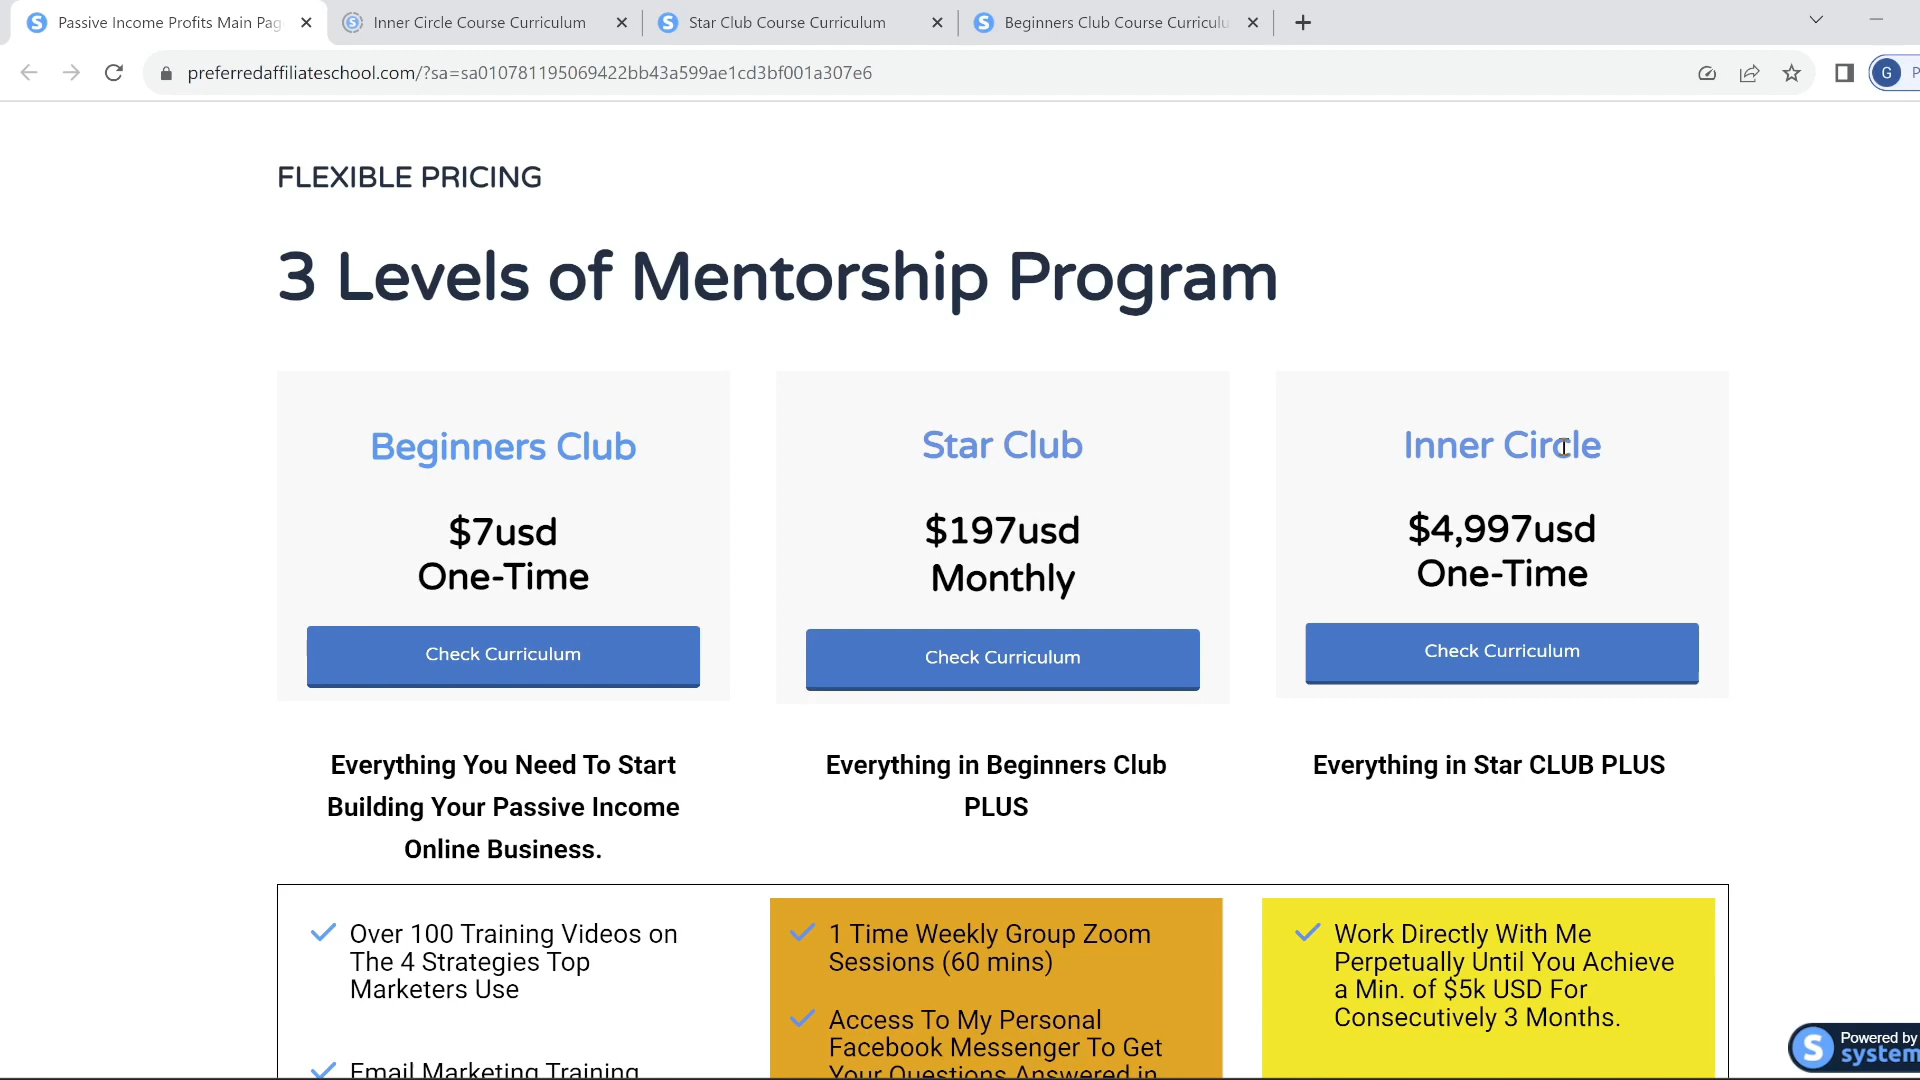 Passive Income Profits Main Pag
Inner Circle Course Curriculum
Star Club Course Curriculum
Beginners Club Course Curriculu
preferredaffiliateschool.com/?sa=sa010781195069422bb43a599ae1cd3bf001a307e6
G
P
FLEXIBLE PRICING
3 Levels of Mentorship Program
Beginners Club
$7usd
One-Time
Check Curriculum
Everything You Need To Start
Building Your Passive Income
Online Business.
Star Club
$197usd
Monthly
Check Curriculum
Everything in Beginners Club
PLUS
Inner Circle
$4,997usd
One-Time
Check Curriculum
Everything in Star CLUB PLUS
Over 100 Training Videos on
The 4 Strategies Top
Marketers Use
Email Marketing Training
1 Time Weekly Group Zoom
Sessions (60 mins)
Access To My Personal
Facebook Messenger To Get
Your Questions Answered in
Work Directly With Me
Perpetually Until You Achieve
a Min. of $5k USD For
Consecutively 3 Months.
Powered by
system